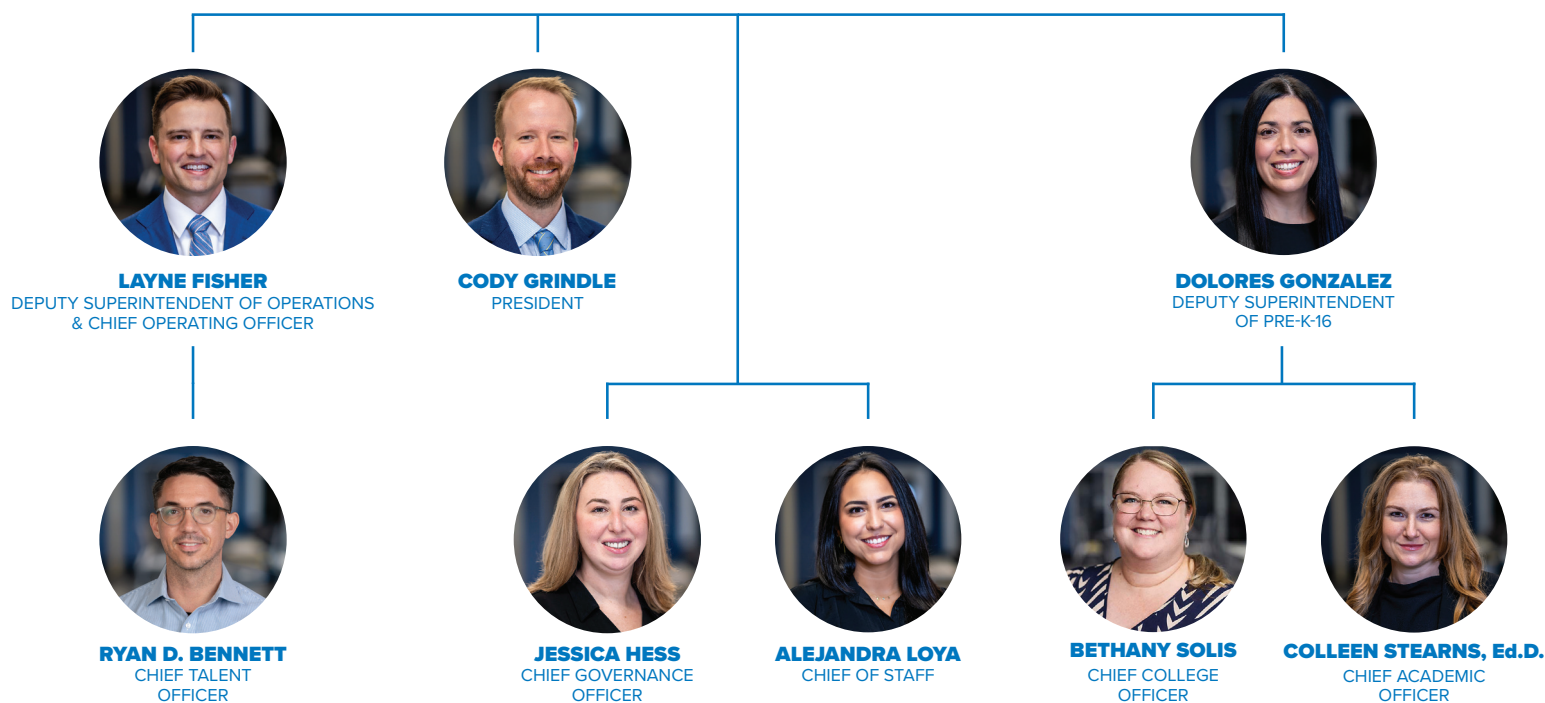 LAYNE FISHER
DEPUTY SUPERINTENDENT OF OPERATIONS
& CHIEF OPERATING OFFICER
CODY GRINDLE
PRESIDENT
DOLORES GONZALEZ
DEPUTY SUPERINTENDENT
OF PRE-K-16
RYAN D. BENNETT
CHIEF TALENT
OFFICER
JESSICA HESS
CHIEF GOVERNANCE
OFFICER
ALEJANDRA LOYA
CHIEF OF STAFF
BETHANY SOLIS
CHIEF COLLEGE
OFFICER
COLLEEN STEARNS, Ed.D.
CHIEF ACADEMIC
OFFICER